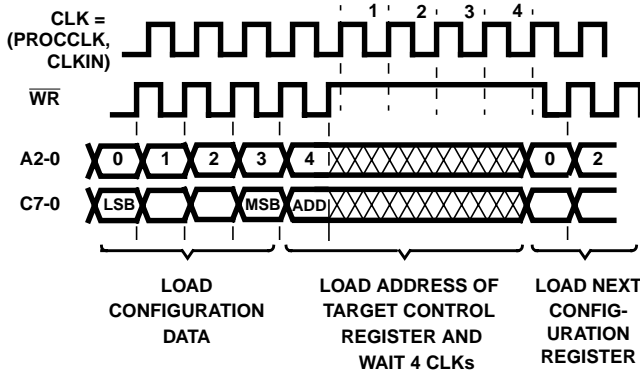 CLK =
(PROCCLK,
CLKIN)
1 2 3 4
WR
A2-0 0 1 2 3 4 0 2
C7-0 LSB MSB ADD
LOAD
CONFIGURATION
DATA
LOAD ADDRESS OF
TARGET CONTROL
REGISTER AND
WAIT 4 CLKs
LOAD NEXT
CONFIG-
URATION
REGISTER